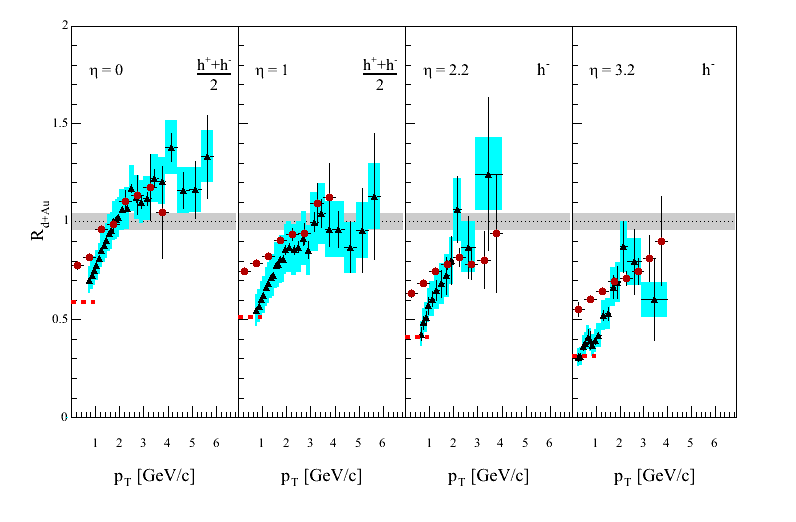 2
η = 0
h⁺+h⁻
2
η = 1
h⁺+h⁻
2
η = 2.2
h⁻
η = 3.2
h⁻
1.5
1
0.5
0
R_{d+Au}
1 2 3 4 5 6
1 2 3 4 5 6
1 2 3 4 5 6
1 2 3 4 5 6
p_T [GeV/c]
p_T [GeV/c]
p_T [GeV/c]
p_T [GeV/c]